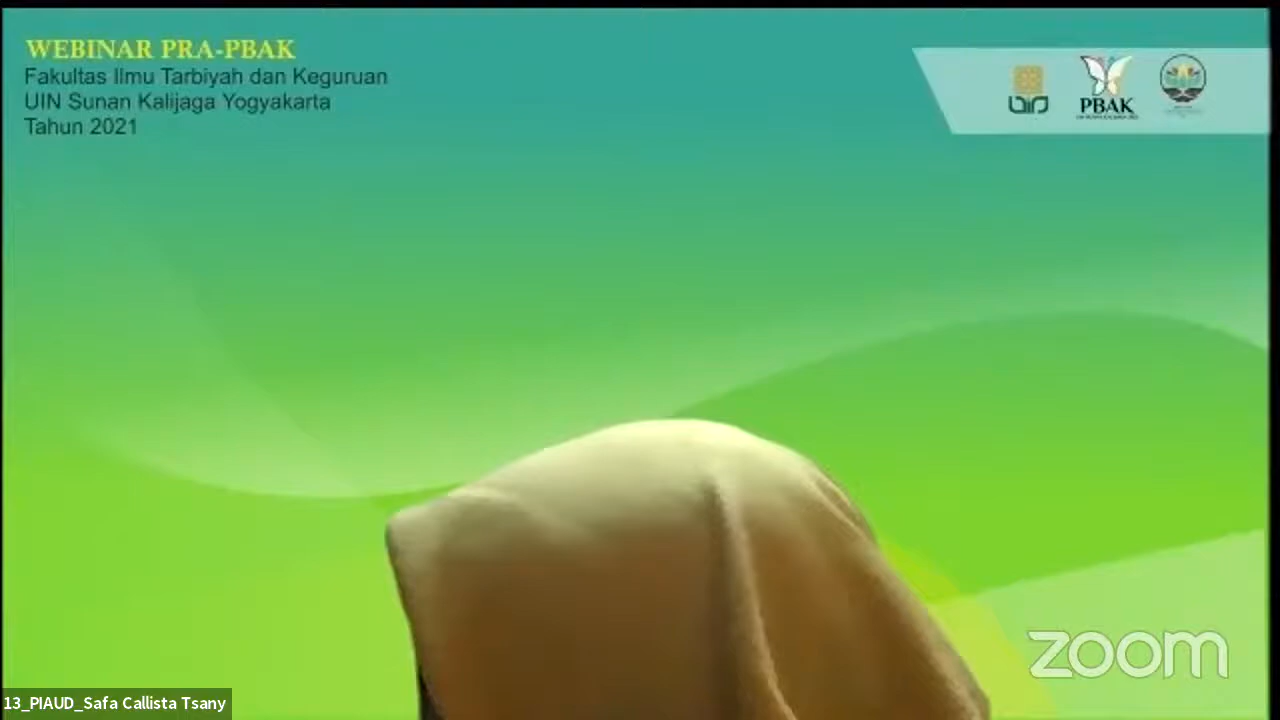 WEBINAR PRA-PBAK
Fakultas Ilmu Tarbiyah dan Keguruan
UIN Sunan Kalijaga Yogyakarta
Tahun 2021
PBAK
zoom
13_PIAUD_Safa Callista Tsany